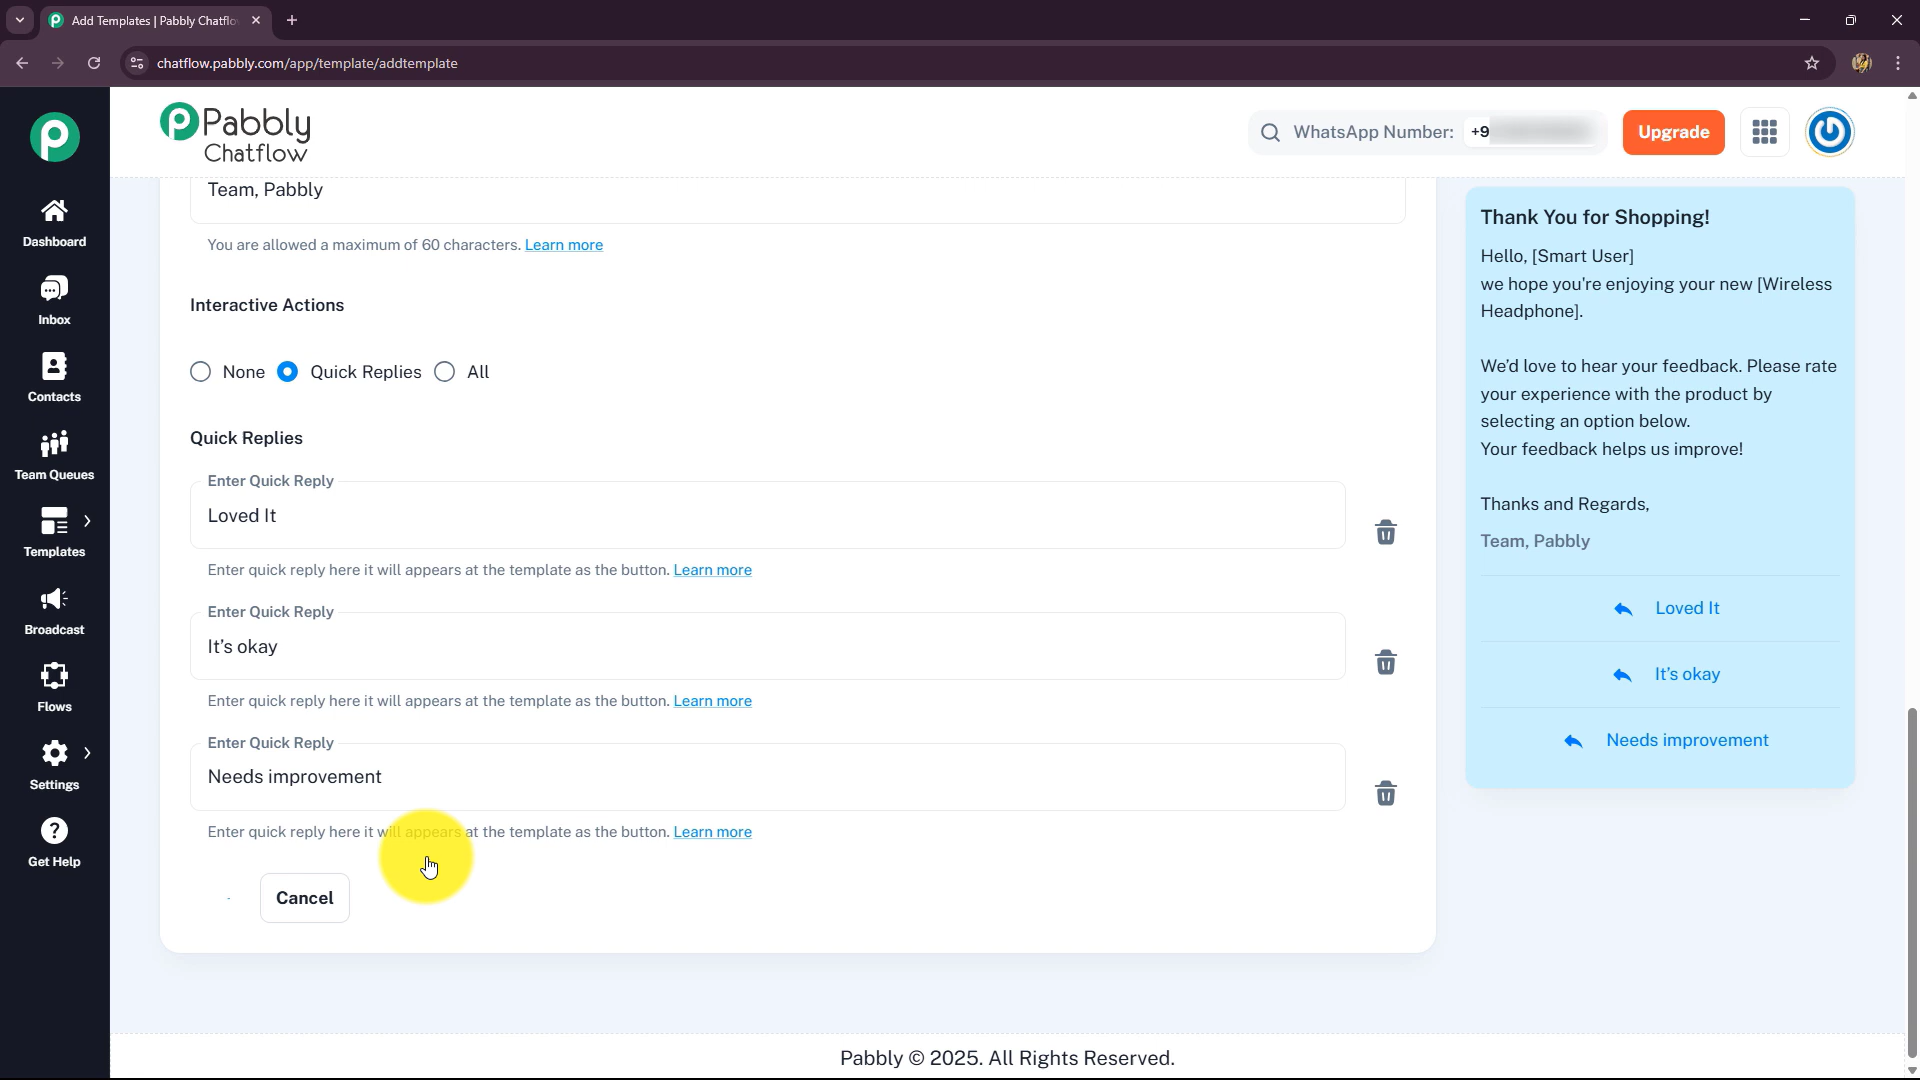 Add Templates | Pabbly Chatflo
chatflow.pabbly.com/app/template/addtemplate
Pabbly
Chatflow
WhatsApp Number: +9
Upgrade
Dashboard
Inbox
Contacts
Team Queues
Templates
Broadcast
Flows
Settings
Get Help
Team, Pabbly
You are allowed a maximum of 60 characters. Learn more
Interactive Actions
None
Quick Replies
All
Quick Replies
Enter Quick Reply
Loved It
Enter quick reply here it will appears at the template as the button. Learn more
Enter Quick Reply
It’s okay
Enter quick reply here it will appears at the template as the button. Learn more
Enter Quick Reply
Needs improvement
Enter quick reply here it will appears at the template as the button. Learn more
Cancel
Thank You for Shopping!
Hello, [Smart User]
we hope you're enjoying your new [Wireless
Headphone].
We’d love to hear your feedback. Please rate
your experience with the product by
selecting an option below.
Your feedback helps us improve!
Thanks and Regards,
Team, Pabbly
Loved It
It’s okay
Needs improvement
Pabbly © 2025. All Rights Reserved.